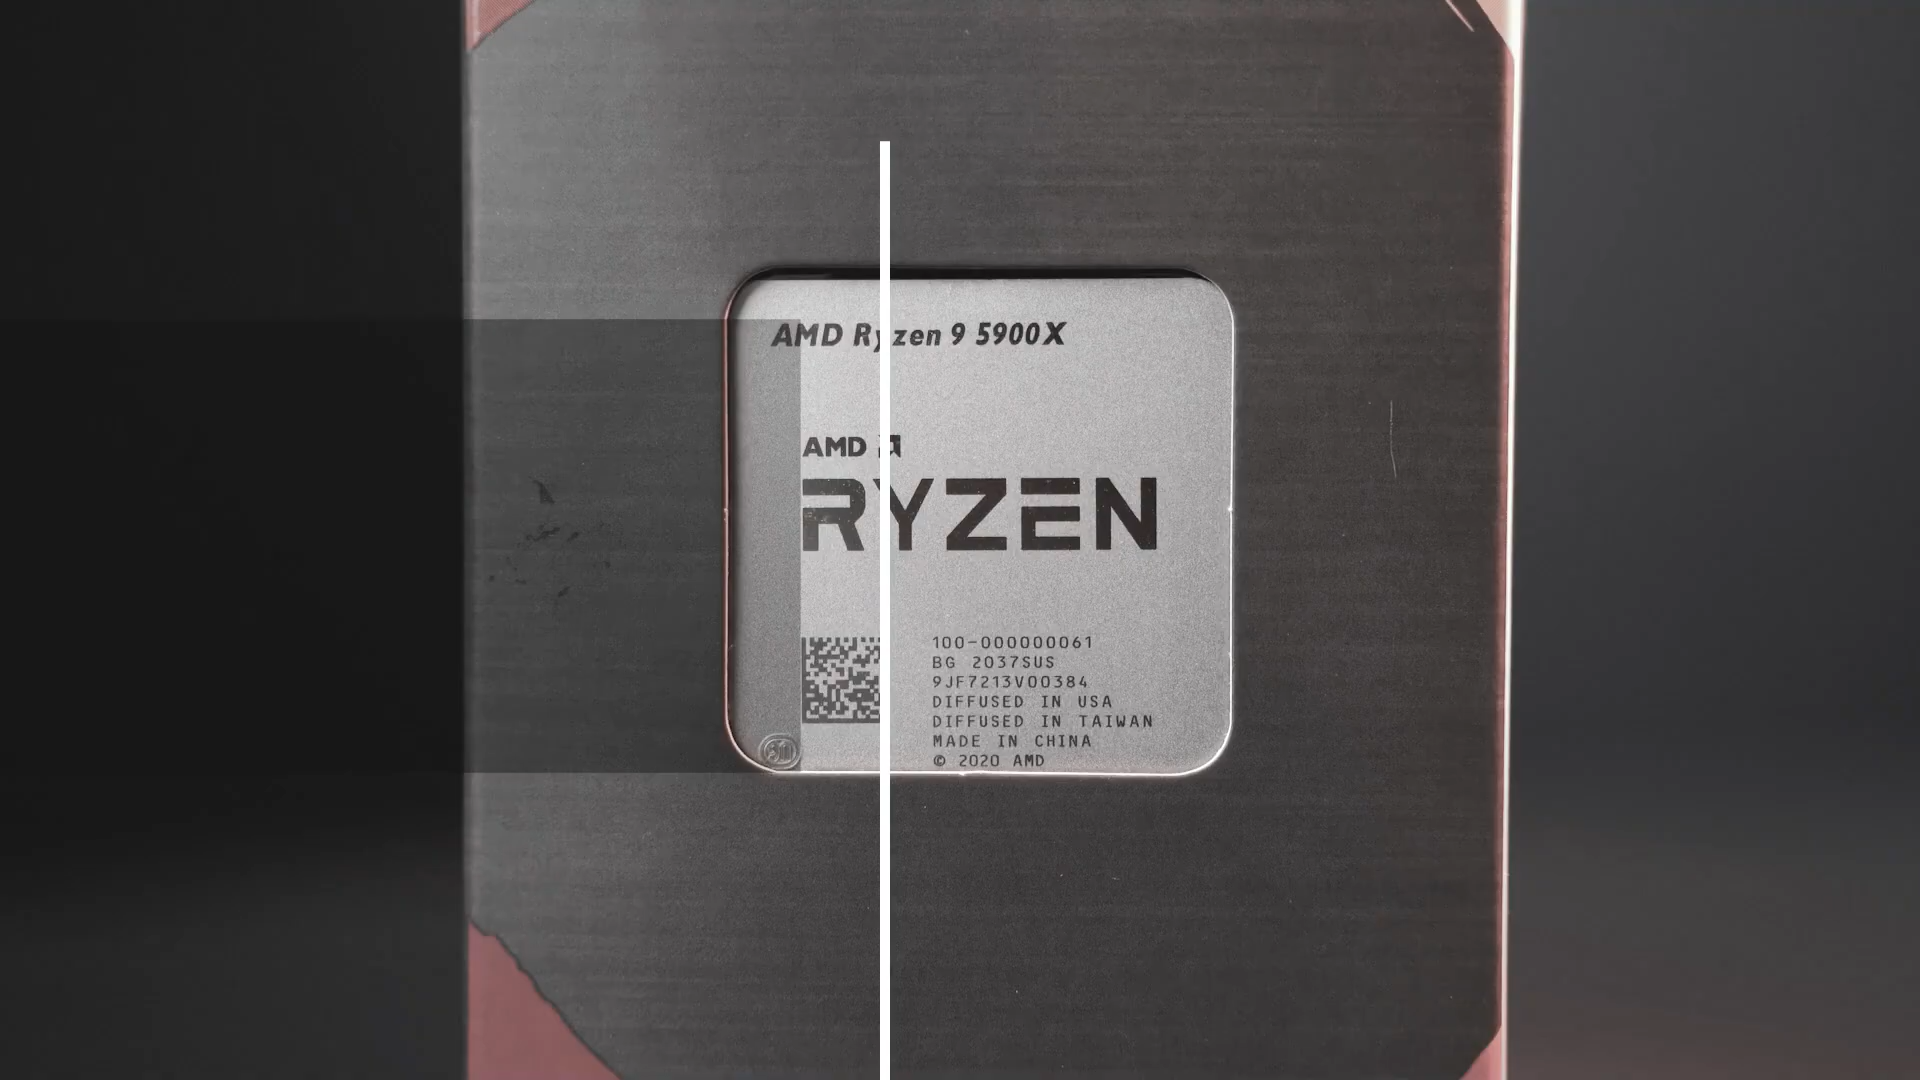 AMD Ryzen 9 5900X
AMD
RYZEN
100-000000061
BG 2037SUS
9JF7213V00384
DIFFUSED IN USA
DIFFUSED IN TAIWAN
MADE IN CHINA
© 2020 AMD